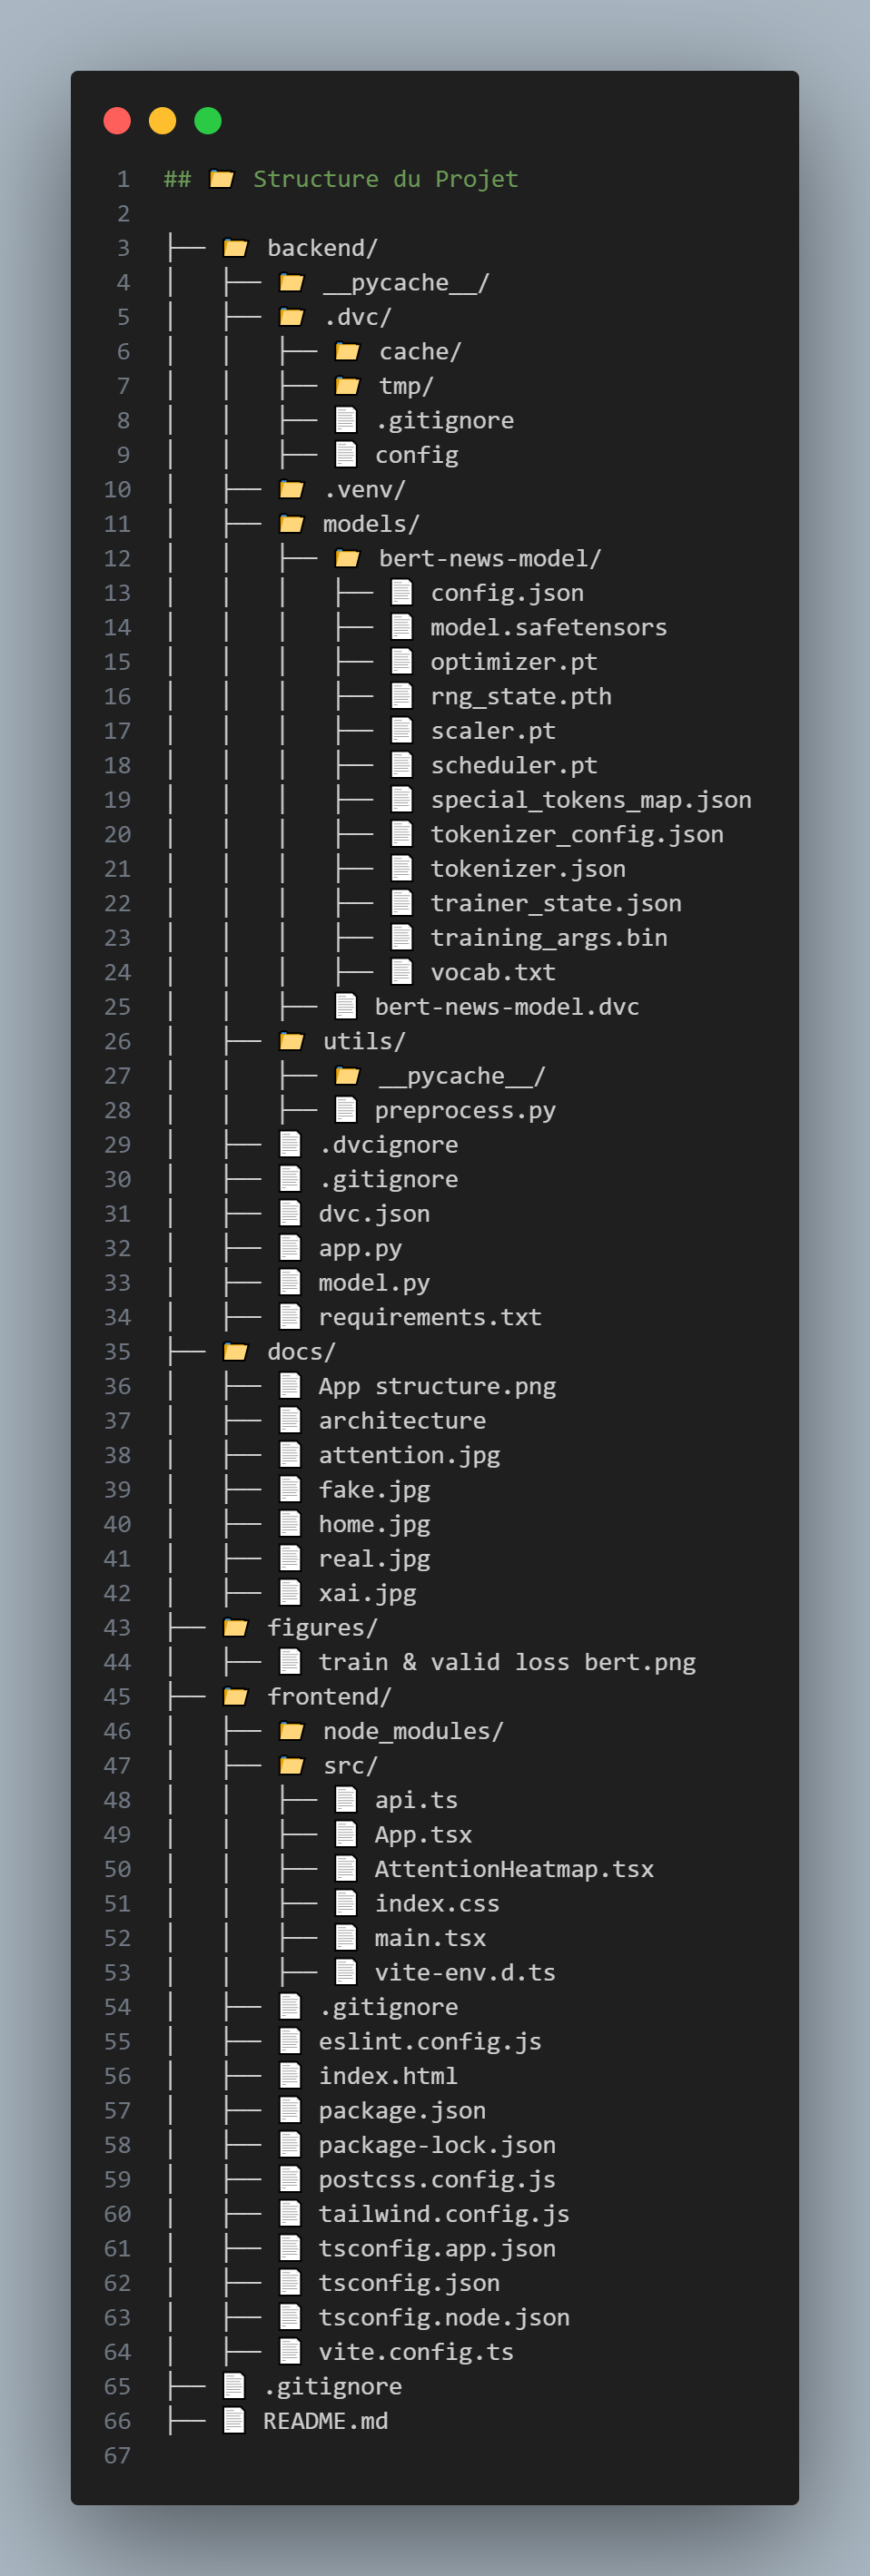 1 ## 📁 Structure du Projet
2
3 ├── 📁 backend/
4 │   ├── 📁 __pycache__/
5 │   ├── 📁 .dvc/
6 │   │   ├── 📁 cache/
7 │   │   ├── 📁 tmp/
8 │   │   ├── 📄 .gitignore
9 │   │   ├── 📄 config
10 │   ├── 📁 .venv/
11 │   ├── 📁 models/
12 │   │   ├── 📁 bert-news-model/
13 │   │   │   ├── 📄 config.json
14 │   │   │   ├── 📄 model.safetensors
15 │   │   │   ├── 📄 optimizer.pt
16 │   │   │   ├── 📄 rng_state.pth
17 │   │   │   ├── 📄 scaler.pt
18 │   │   │   ├── 📄 scheduler.pt
19 │   │   │   ├── 📄 special_tokens_map.json
20 │   │   │   ├── 📄 tokenizer_config.json
21 │   │   │   ├── 📄 tokenizer.json
22 │   │   │   ├── 📄 trainer_state.json
23 │   │   │   ├── 📄 training_args.bin
24 │   │   │   ├── 📄 vocab.txt
25 │   │   ├── 📄 bert-news-model.dvc
26 │   ├── 📁 utils/
27 │   │   ├── 📁 __pycache__/
28 │   │   ├── 📄 preprocess.py
29 │   ├── 📄 .dvcignore
30 │   ├── 📄 .gitignore
31 │   ├── 📄 dvc.json
32 │   ├── 📄 app.py
33 │   ├── 📄 model.py
34 │   ├── 📄 requirements.txt
35 ├── 📁 docs/
36 │   ├── 📄 App structure.png
37 │   ├── 📄 architecture
38 │   ├── 📄 attention.jpg
39 │   ├── 📄 fake.jpg
40 │   ├── 📄 home.jpg
41 │   ├── 📄 real.jpg
42 │   ├── 📄 xai.jpg
43 ├── 📁 figures/
44 │   ├── 📄 train & valid loss bert.png
45 ├── 📁 frontend/
46 │   ├── 📁 node_modules/
47 │   ├── 📁 src/
48 │   │   ├── 📄 api.ts
49 │   │   ├── 📄 App.tsx
50 │   │   ├── 📄 AttentionHeatmap.tsx
51 │   │   ├── 📄 index.css
52 │   │   ├── 📄 main.tsx
53 │   │   ├── 📄 vite-env.d.ts
54 │   ├── 📄 .gitignore
55 │   ├── 📄 eslint.config.js
56 │   ├── 📄 index.html
57 │   ├── 📄 package.json
58 │   ├── 📄 package-lock.json
59 │   ├── 📄 postcss.config.js
60 │   ├── 📄 tailwind.config.js
61 │   ├── 📄 tsconfig.app.json
62 │   ├── 📄 tsconfig.json
63 │   ├── 📄 tsconfig.node.json
64 │   ├── 📄 vite.config.ts
65 ├── 📄 .gitignore
66 ├── 📄 README.md
67